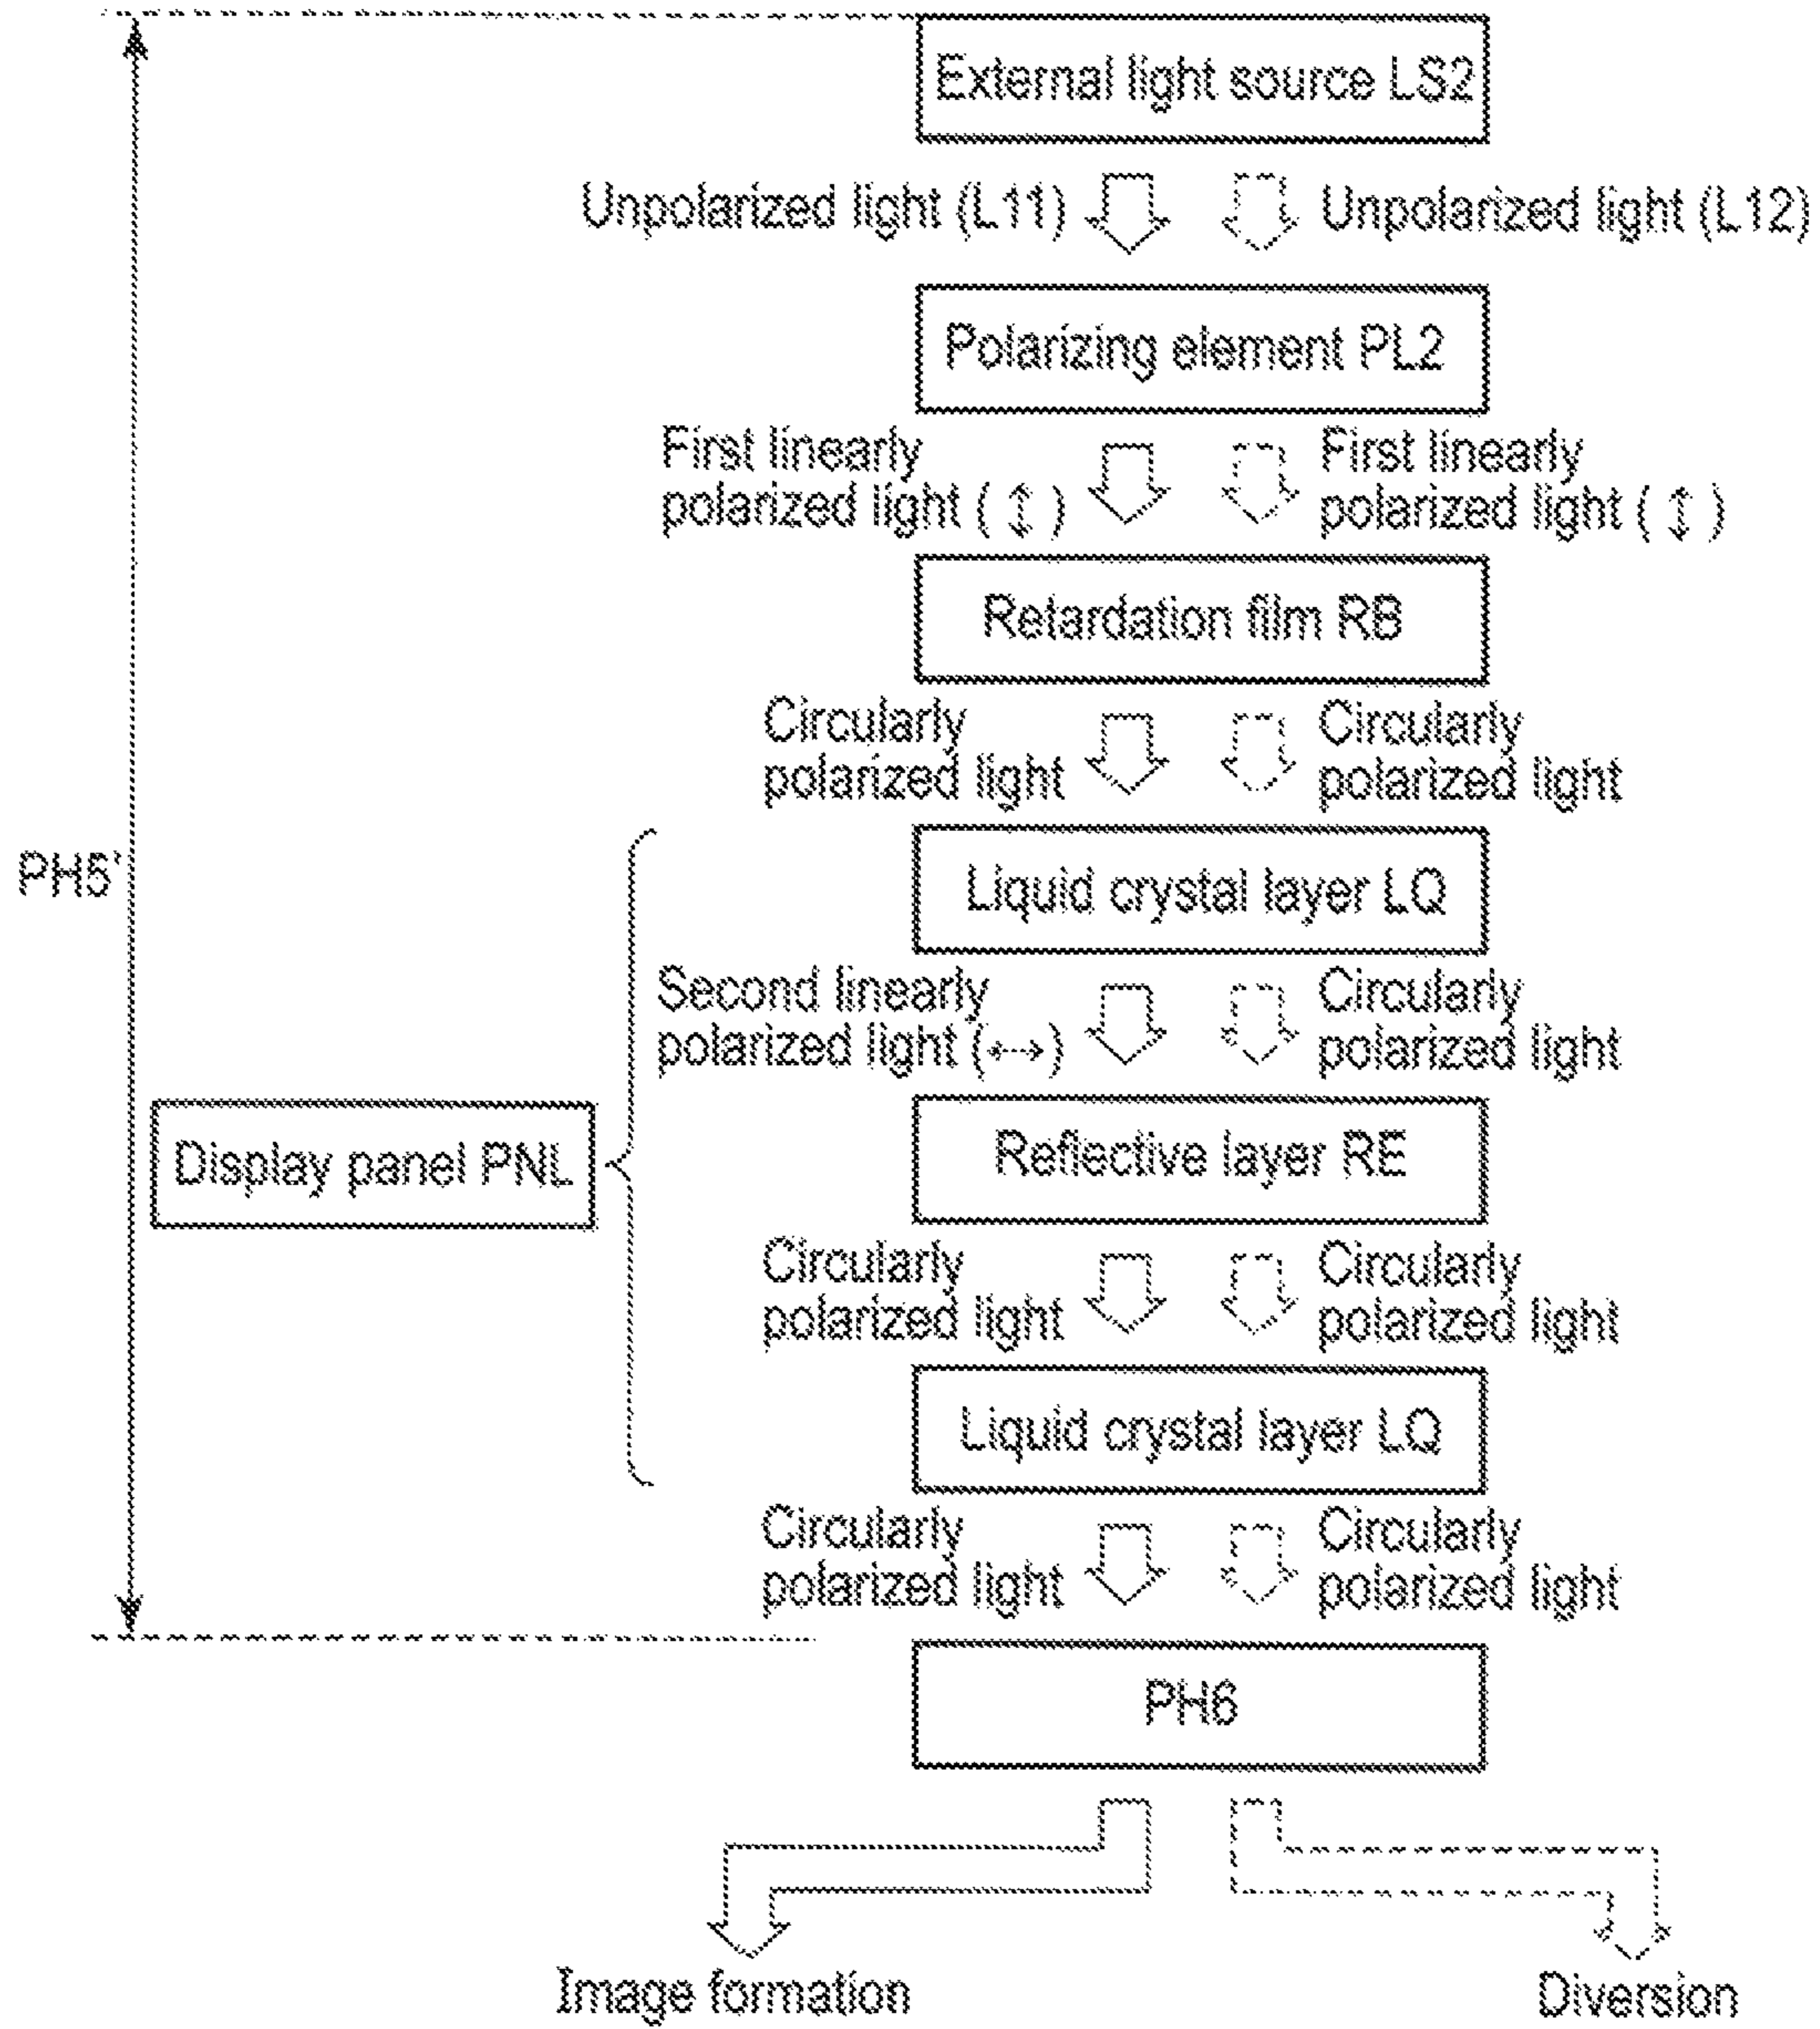 External light source LS2
Unpolarized light (L11)
Unpolarized light (L12)
Polarizing element PL2
First linearly
polarized light ( ↕ )
First linearly
polarized light ( ↕ )
Retardation film RB
Circularly
polarized light
Circularly
polarized light
PH5'
Liquid crystal layer LQ
Second linearly
polarized light (↔)
Circularly
polarized light
Display panel PNL
Reflective layer RE
Circularly
polarized light
Circularly
polarized light
Liquid crystal layer LQ
Circularly
polarized light
Circularly
polarized light
PH6
Image formation
Diversion